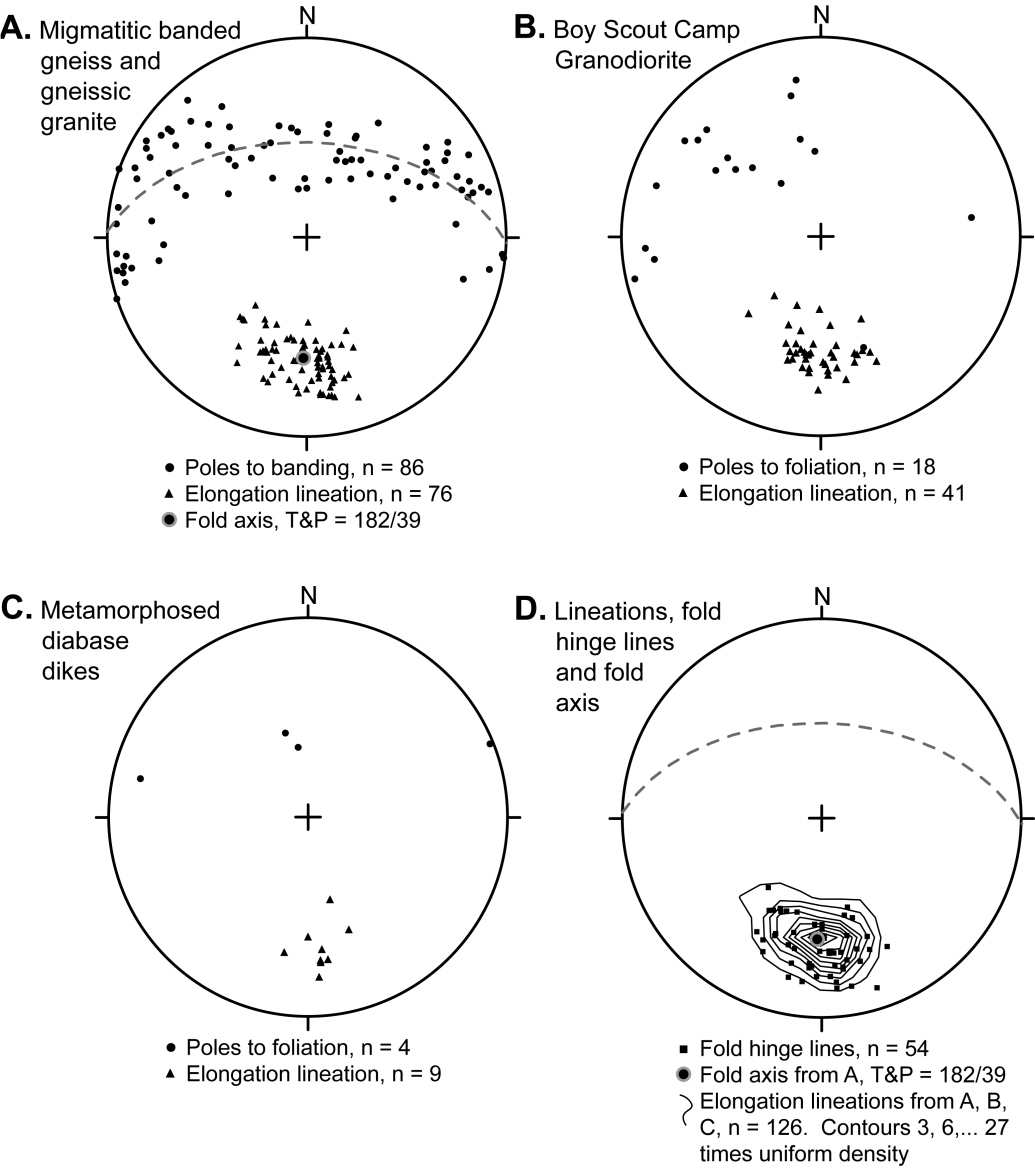 N
A. Migmatitic banded
gneiss and
gneissic
granite
● Poles to banding, n = 86
▲ Elongation lineation, n = 76
Fold axis, T&P = 182/39
N
B. Boy Scout Camp
Granodiorite
● Poles to foliation, n = 18
▲ Elongation lineation, n = 41
N
C. Metamorphosed
diabase
dikes
● Poles to foliation, n = 4
▲ Elongation lineation, n = 9
N
D. Lineations, fold
hinge lines
and fold
axis
■ Fold hinge lines, n = 54
Fold axis from A, T&P = 182/39
Elongation lineations from A, B,
C, n = 126. Contours 3, 6,... 27
times uniform density